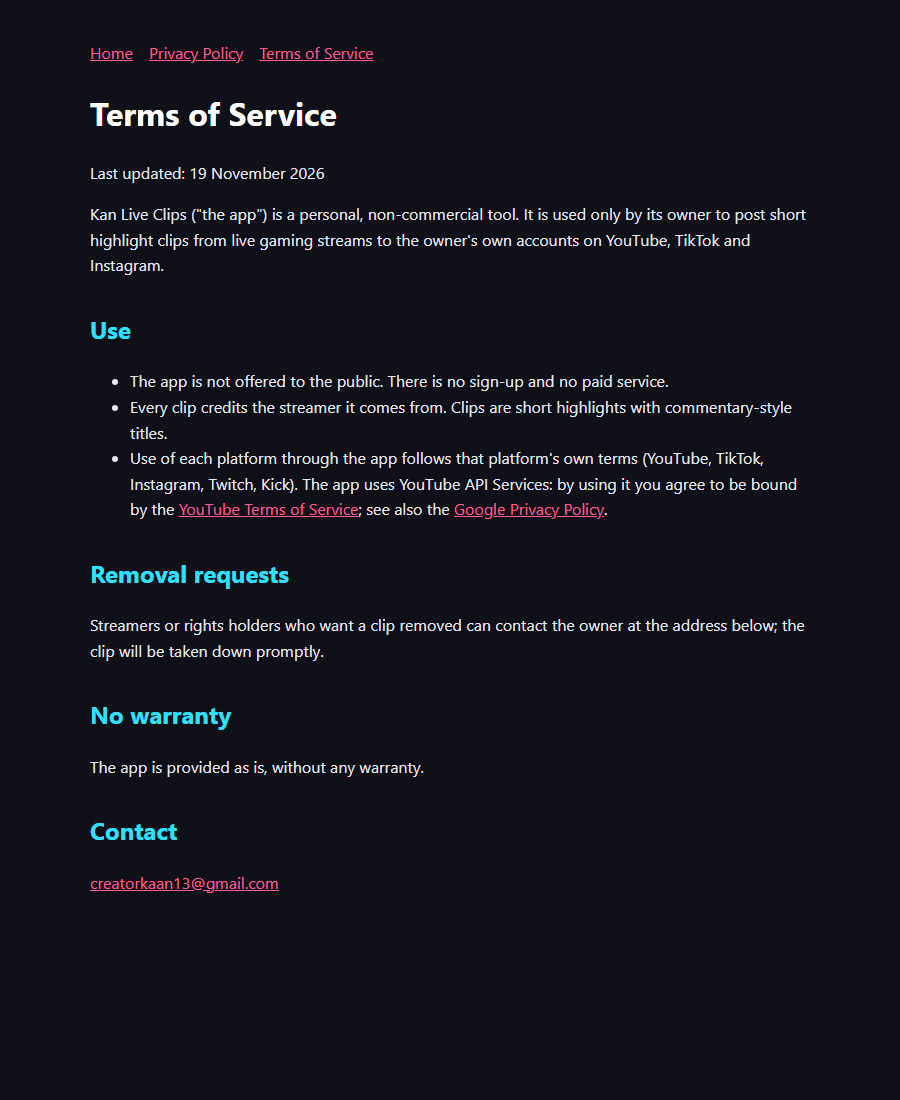 Home Privacy Policy Terms of Service
Terms of Service
Last updated: 19 November 2026
Kan Live Clips ("the app") is a personal, non-commercial tool. It is used only by its owner to post short
highlight clips from live gaming streams to the owner's own accounts on YouTube, TikTok and
Instagram.
Use
• The app is not offered to the public. There is no sign-up and no paid service.
• Every clip credits the streamer it comes from. Clips are short highlights with commentary-style
titles.
• Use of each platform through the app follows that platform's own terms (YouTube, TikTok,
Instagram, Twitch, Kick). The app uses YouTube API Services: by using it you agree to be bound
by the YouTube Terms of Service; see also the Google Privacy Policy.
Removal requests
Streamers or rights holders who want a clip removed can contact the owner at the address below; the
clip will be taken down promptly.
No warranty
The app is provided as is, without any warranty.
Contact
creatorkaan13@gmail.com